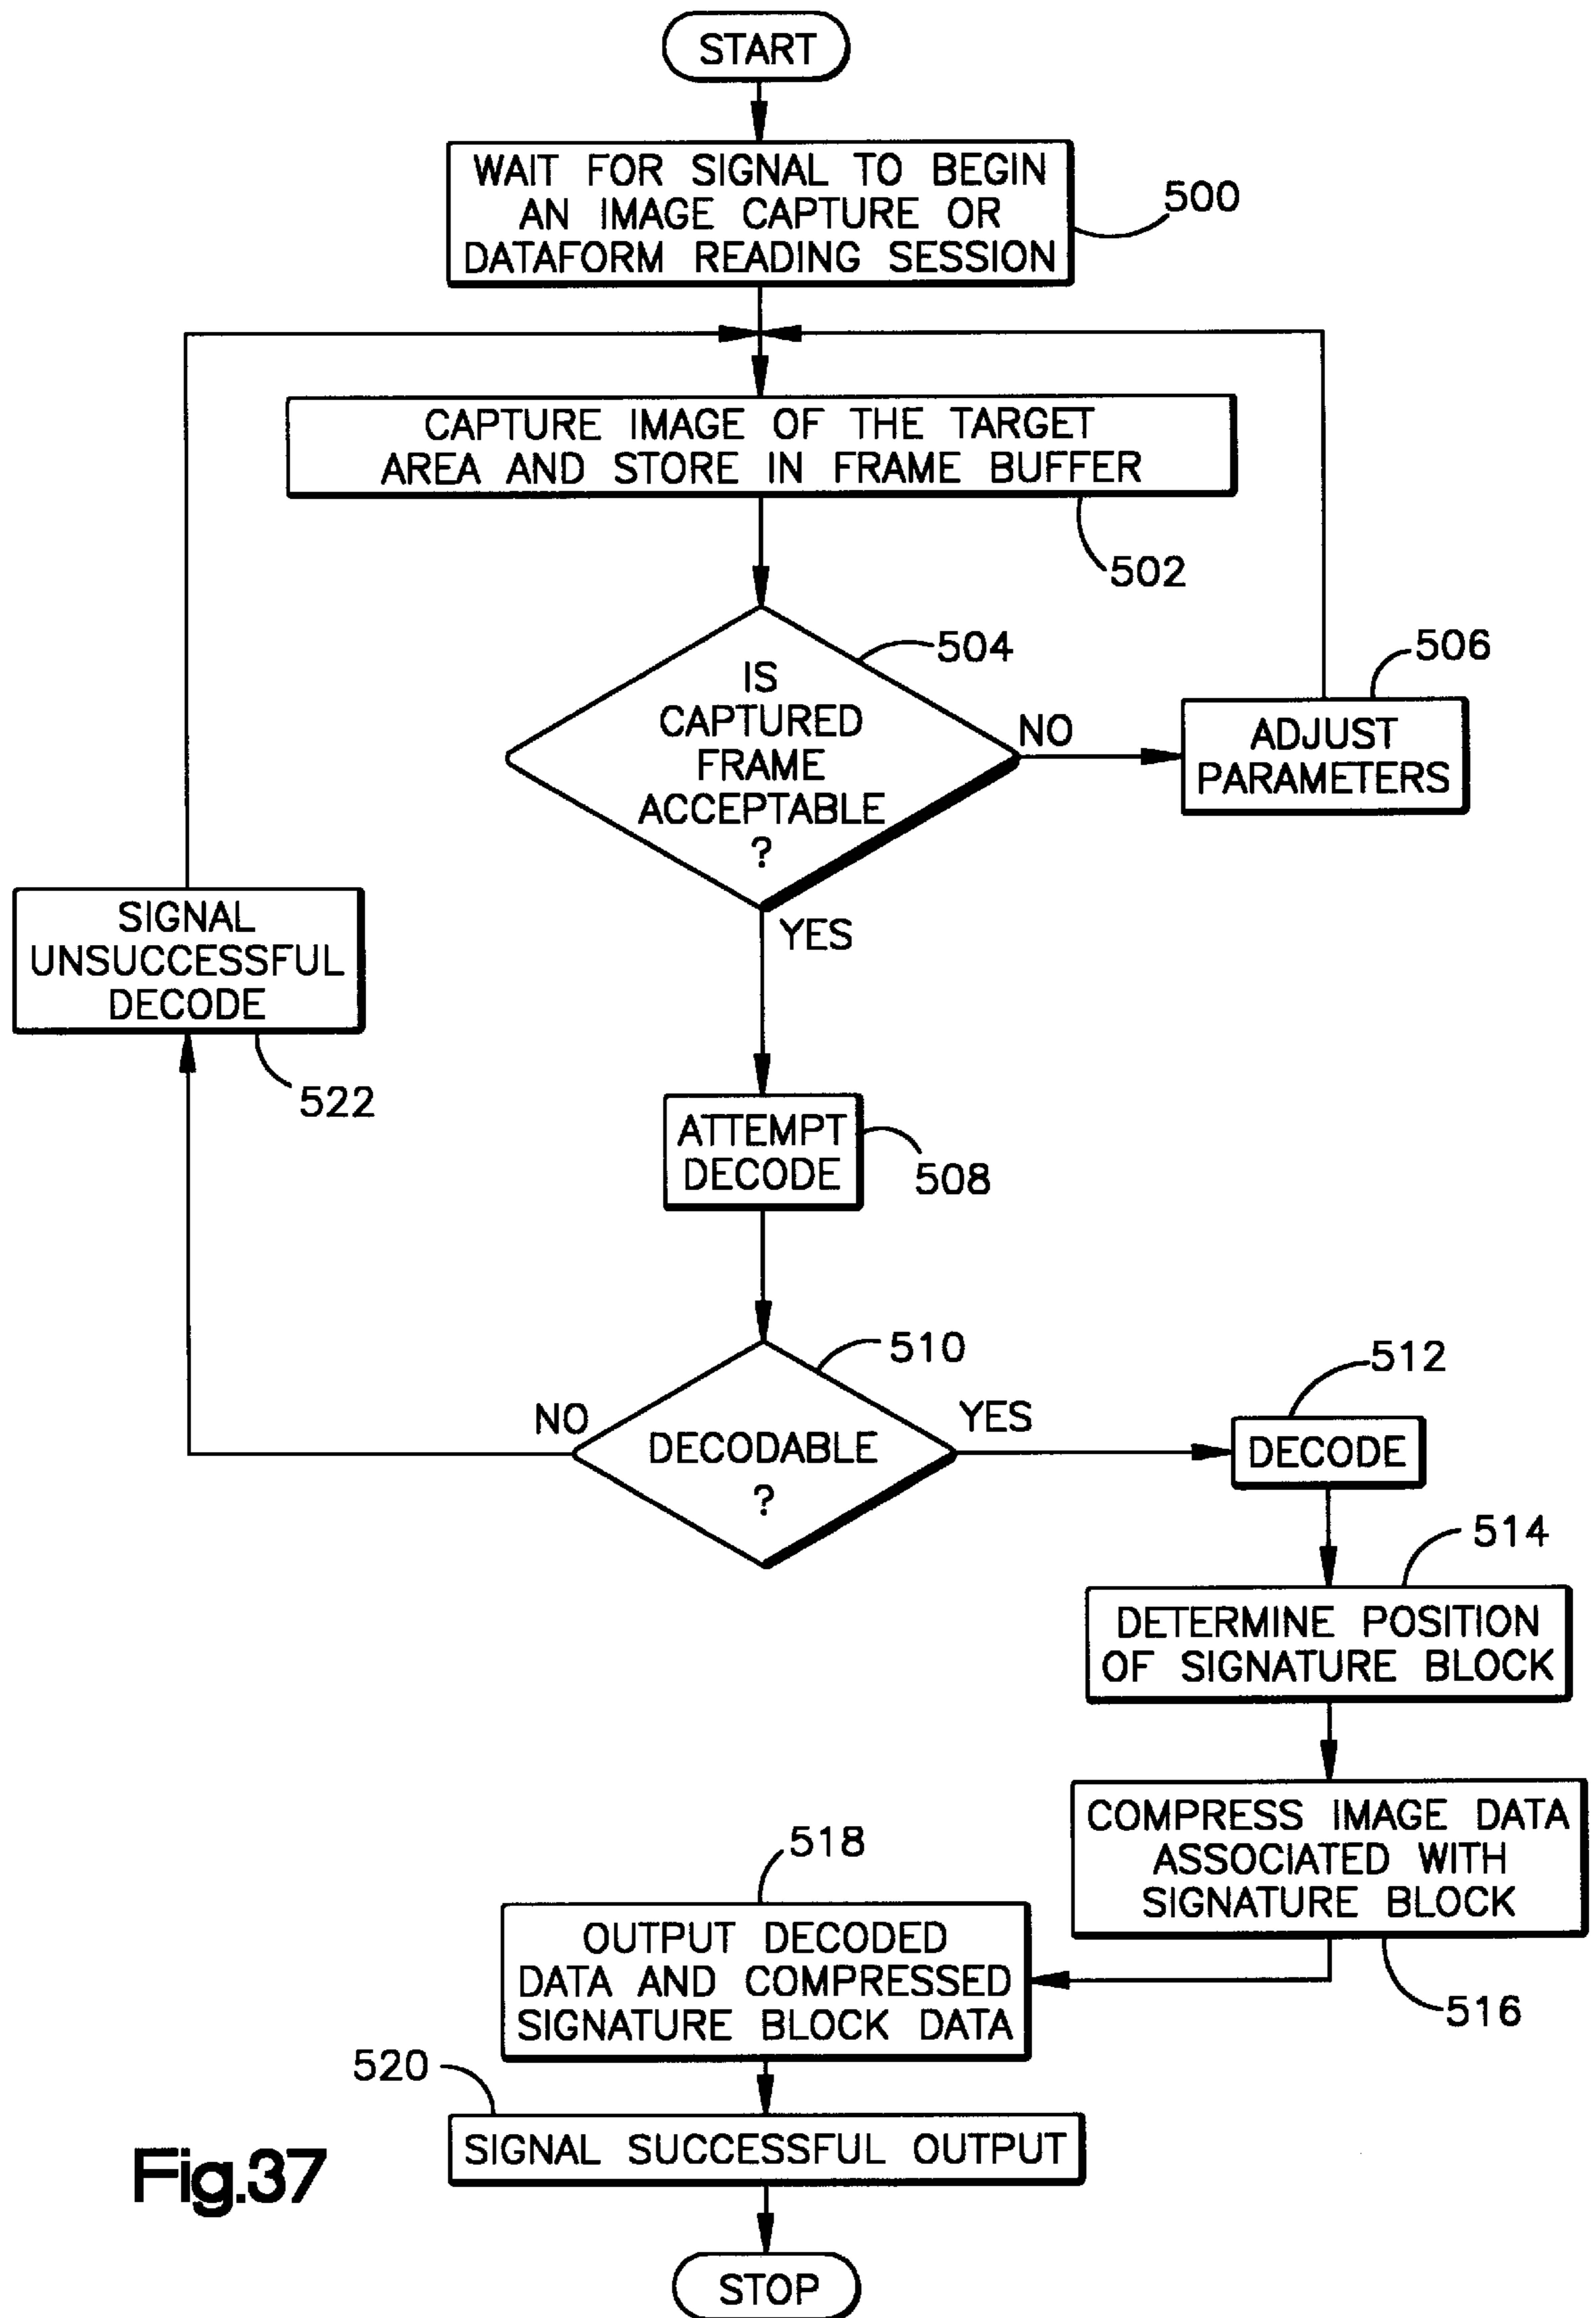 START
WAIT FOR SIGNAL TO BEGIN
AN IMAGE CAPTURE OR
DATAFORM READING SESSION
500
CAPTURE IMAGE OF THE TARGET
AREA AND STORE IN FRAME BUFFER
502
504
IS
CAPTURED
FRAME
ACCEPTABLE
?
NO
506
ADJUST
PARAMETERS
YES
SIGNAL
UNSUCCESSFUL
DECODE
522
ATTEMPT
DECODE
508
510
DECODABLE
?
NO
YES
512
DECODE
514
DETERMINE POSITION
OF SIGNATURE BLOCK
COMPRESS IMAGE DATA
ASSOCIATED WITH
SIGNATURE BLOCK
516
518
OUTPUT DECODED
DATA AND COMPRESSED
SIGNATURE BLOCK DATA
520
SIGNAL SUCCESSFUL OUTPUT
STOP
Fig.37